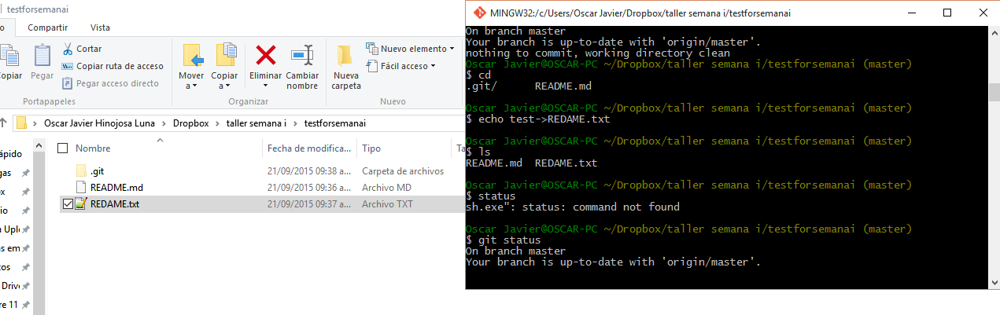 testforsemanai
o
Compartir
Vista
Copiar
Pegar
Cortar
Copiar ruta de acceso
Pegar acceso directo
Portapapeles
Mover a
Copiar a
Eliminar
Cambiar nombre
Organizar
Nueva carpeta
Nuevo elemento
Fácil acceso
Nuevo
Oscar Javier Hinojosa Luna > Dropbox > taller semana i > testforsemanai
Nombre
Fecha de modifica...
Tipo
Ta
.git 21/09/2015 09:38 a... Carpeta de archivos
README.md 21/09/2015 09:36 a... Archivo MD
REDAME.txt 21/09/2015 09:37 a... Archivo TXT
ápido
gas
ox
rio
n Uplo
as em
tos
Drive
re 11
MINGW32:/c/Users/Oscar Javier/Dropbox/taller semana i/testforsemanai
On branch master
Your branch is up-to-date with 'origin/master'.
nothing to commit, working directory clean
Oscar Javier@OSCAR-PC ~/Dropbox/taller semana i/testforsemanai (master)
$ cd
.git/ README.md
Oscar Javier@OSCAR-PC ~/Dropbox/taller semana i/testforsemanai (master)
$ echo test->REDAME.txt
Oscar Javier@OSCAR-PC ~/Dropbox/taller semana i/testforsemanai (master)
$ ls
README.md REDAME.txt
Oscar Javier@OSCAR-PC ~/Dropbox/taller semana i/testforsemanai (master)
$ status
sh.exe": status: command not found
Oscar Javier@OSCAR-PC ~/Dropbox/taller semana i/testforsemanai (master)
$ git status
On branch master
Your branch is up-to-date with 'origin/master'.